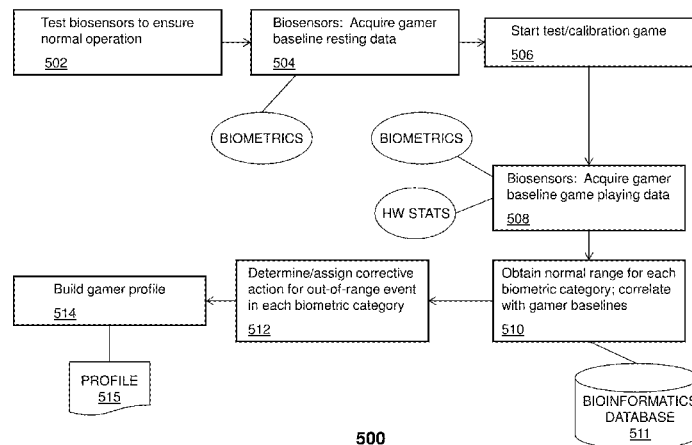 Test biosensors to ensure
normal operation
502
Biosensors: Acquire gamer
baseline resting data
504
Start test/calibration game
506
BIOMETRICS
BIOMETRICS
HW STATS
Biosensors: Acquire gamer
baseline game playing data
508
Build gamer profile
514
Determine/assign corrective
action for out-of-range event
in each biometric category
512
Obtain normal range for each
biometric category; correlate
with gamer baselines
510
PROFILE
515
BIOINFORMATICS
DATABASE
511
500